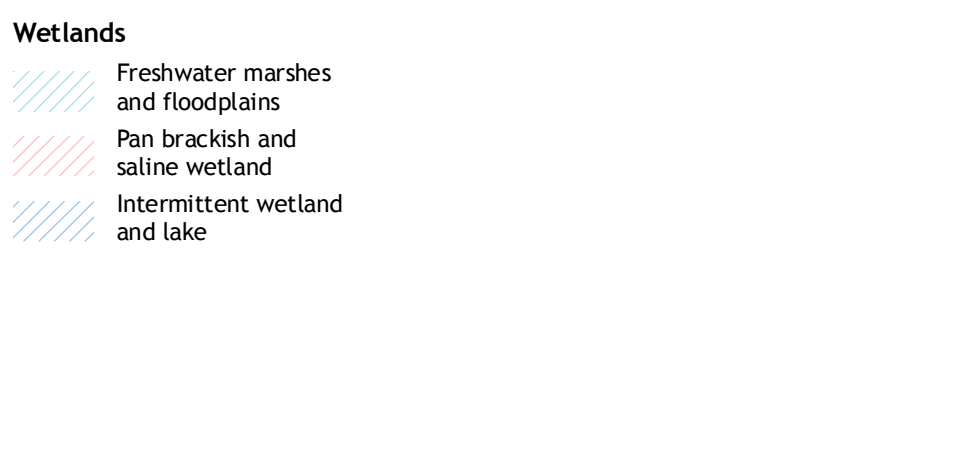 Wetlands
Freshwater marshes
and floodplains
Pan brackish and
saline wetland
Intermittent wetland
and lake